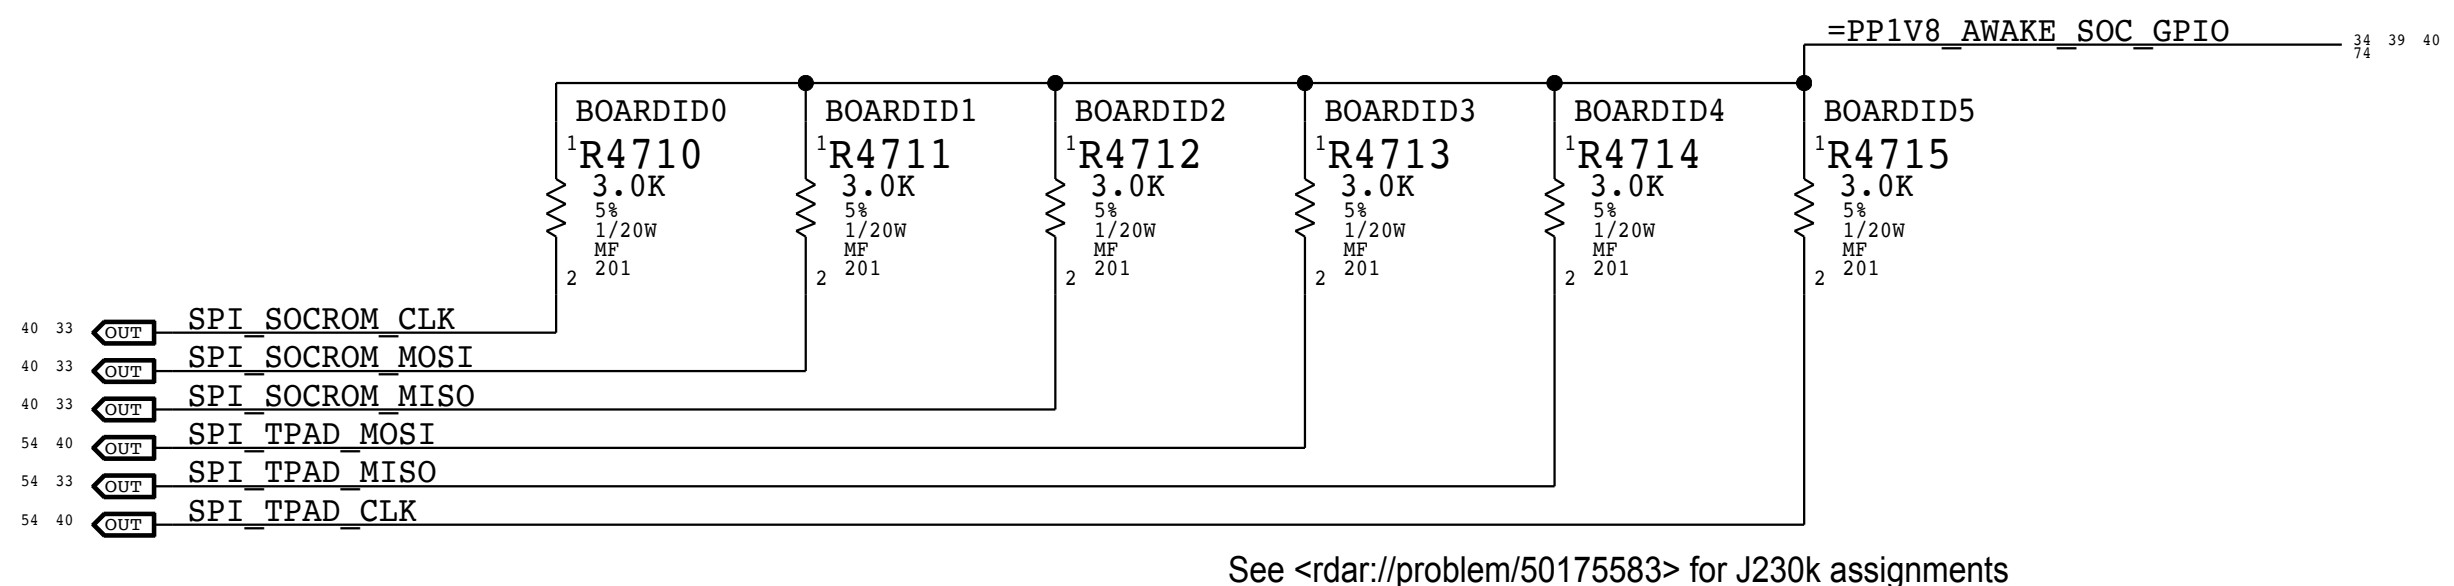 =PP1V8_AWAKE_SOC_GPIO
34 39 40
74
BOARDID0
1
R4710
3.0K
5%
1/20W
MF
201
2
BOARDID1
1
R4711
3.0K
5%
1/20W
MF
201
2
BOARDID2
1
R4712
3.0K
5%
1/20W
MF
201
2
BOARDID3
1
R4713
3.0K
5%
1/20W
MF
201
2
BOARDID4
1
R4714
3.0K
5%
1/20W
MF
201
2
BOARDID5
1
R4715
3.0K
5%
1/20W
MF
201
2
40 33 OUT SPI_SOCROM_CLK
40 33 OUT SPI_SOCROM_MOSI
40 33 OUT SPI_SOCROM_MISO
54 40 OUT SPI_TPAD_MOSI
54 33 OUT SPI_TPAD_MISO
54 40 OUT SPI_TPAD_CLK
See <rdar://problem/50175583> for J230k assignments